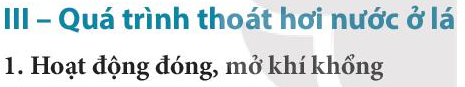 III – Quá trình thoát hơi nước ở lá
1. Hoạt động đóng, mở khí khổng